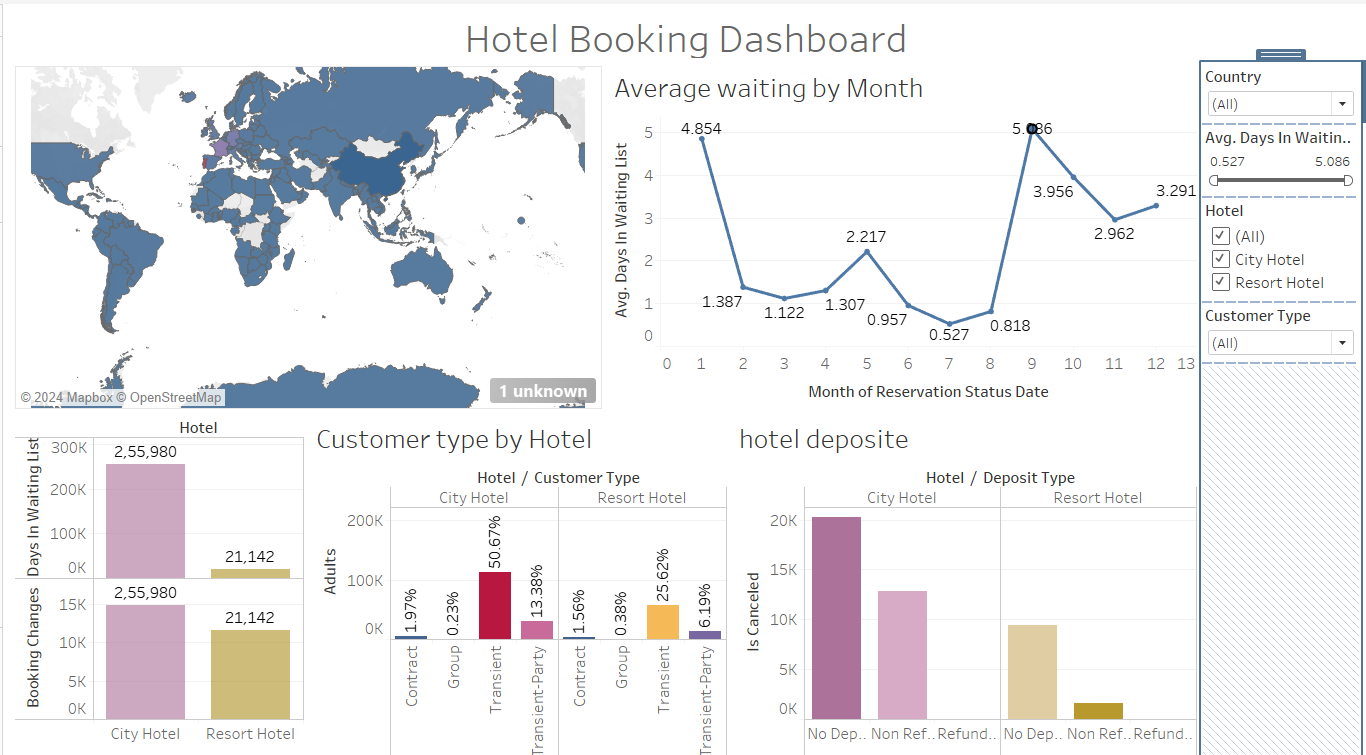 Hotel Booking Dashboard
© 2024 Mapbox © OpenStreetMap
1 unknown
Average waiting by Month
Avg. Days In Waiting List
5
4
3
2
1
0
4.854
1.387
1.122
1.307
2.217
0.957
0.527
0.818
5.086
3.956
2.962
3.291
0 1 2 3 4 5 6 7 8 9 10 11 12 13
Month of Reservation Status Date
Country
(All)
Avg. Days In Waitin..
0.527 5.086
Hotel
(All)
City Hotel
Resort Hotel
Customer Type
(All)
Hotel
Days In Waiting List
300K
200K
100K
0K
2,55,980
21,142
Booking Changes
15K
10K
5K
0K
2,55,980
21,142
City Hotel Resort Hotel
Customer type by Hotel
Hotel / Customer Type
City Hotel Resort Hotel
Adults
200K
100K
0K
1.97%
0.23%
50.67%
13.38%
1.56%
0.38%
25.62%
6.19%
Contract
Group
Transient
Transient-Party
Contract
Group
Transient
Transient-Party
hotel deposite
Hotel / Deposit Type
City Hotel Resort Hotel
Is Canceled
20K
15K
10K
5K
0K
No Dep.. Non Ref.. Refund.. No Dep.. Non Ref.. Refund..